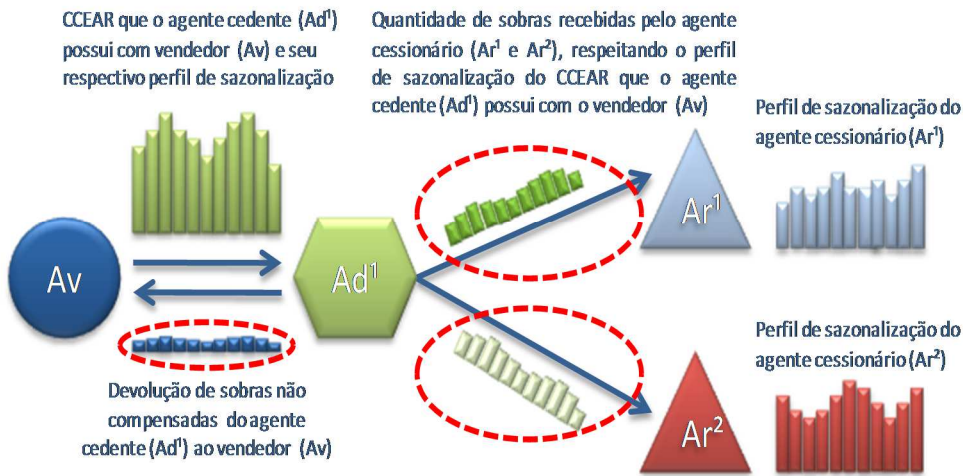 CCEAR que o agente cedente (Ad¹)
possui com vendedor (Av) e seu
respectivo perfil de sazonalização
Quantidade de sobras recebidas pelo agente
cessionário (Ar¹ e Ar²), respeitando o perfil
de sazonalização do CCEAR que o agente
cedente (Ad¹) possui com o vendedor (Av)
Perfil de sazonalização do
agente cessionário (Ar¹)
Ar¹
Av
Ad¹
Devolução de sobras não
compensadas do agente
cedente (Ad¹) ao vendedor (Av)
Perfil de sazonalização do
agente cessionário (Ar²)
Ar²